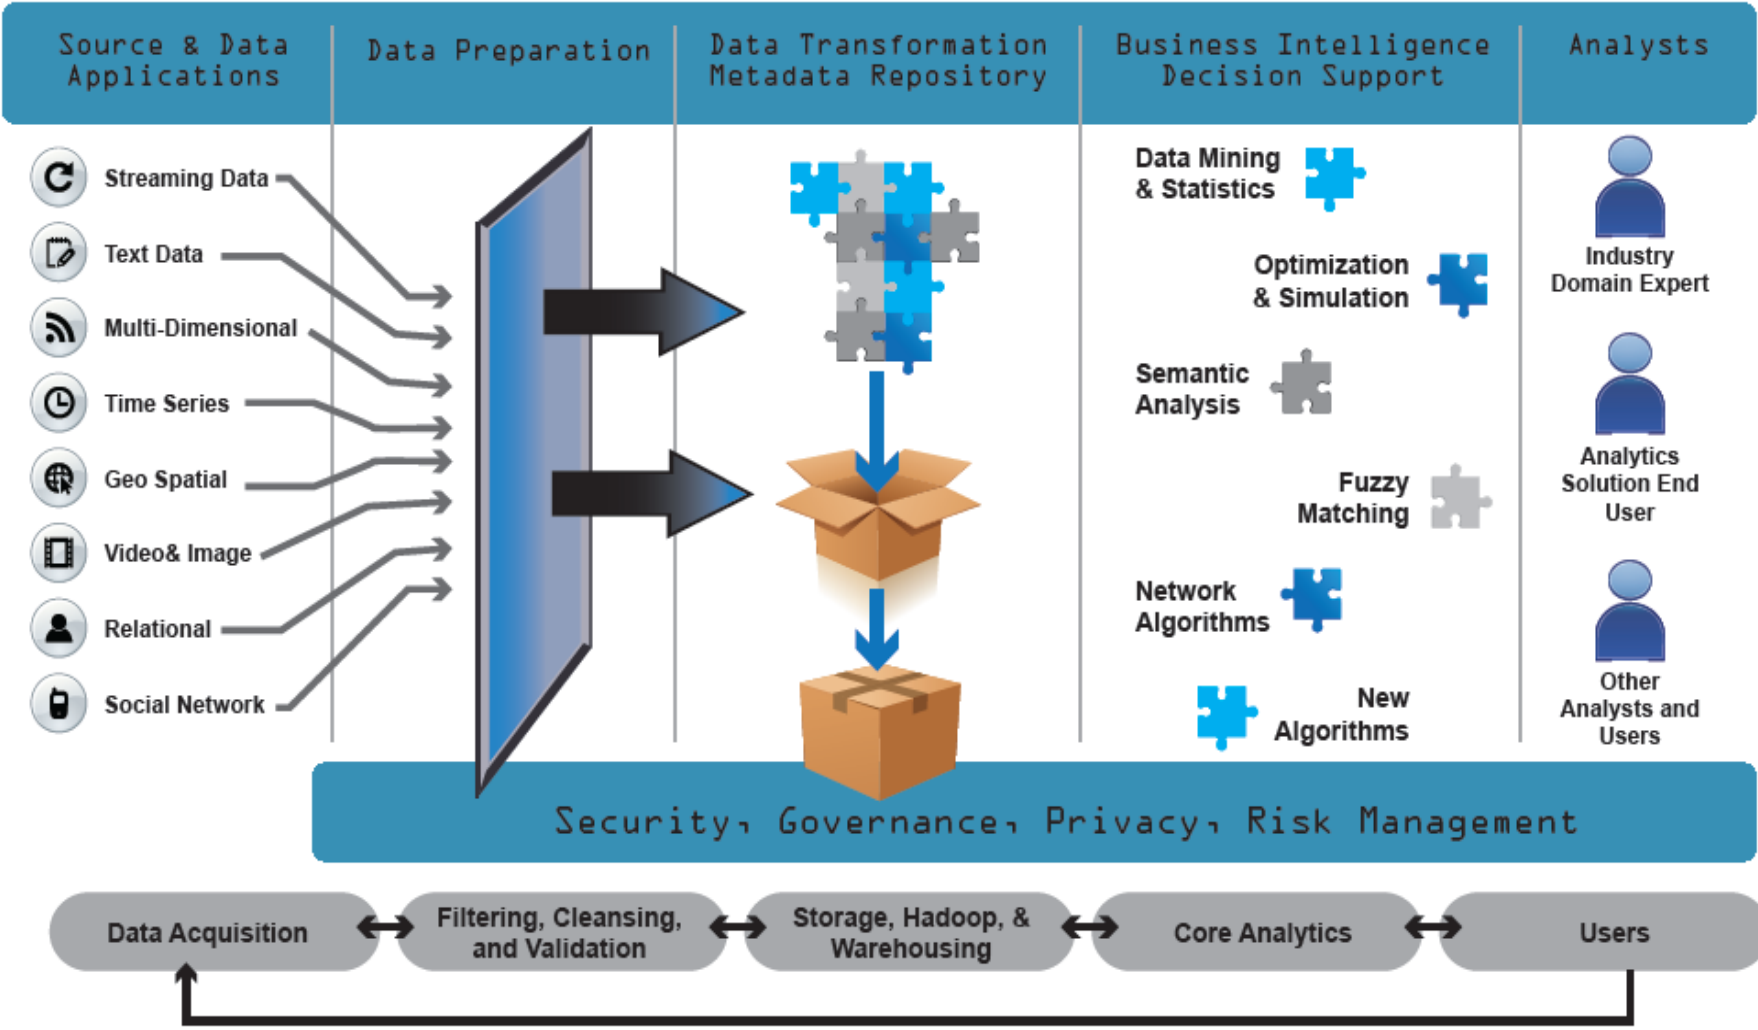 Source & Data
Applications
Data Preparation
Data Transformation
Metadata Repository
Business Intelligence
Decision Support
Analysts
Streaming Data
Text Data
Multi-Dimensional
Time Series
Geo Spatial
Video& Image
Relational
Social Network
Data Mining
& Statistics
Optimization
& Simulation
Semantic
Analysis
Fuzzy
Matching
Network
Algorithms
New
Algorithms
Industry
Domain Expert
Analytics
Solution End
User
Other
Analysts and
Users
Security, Governance, Privacy, Risk Management
Data Acquisition
Filtering, Cleansing,
and Validation
Storage, Hadoop, &
Warehousing
Core Analytics
Users